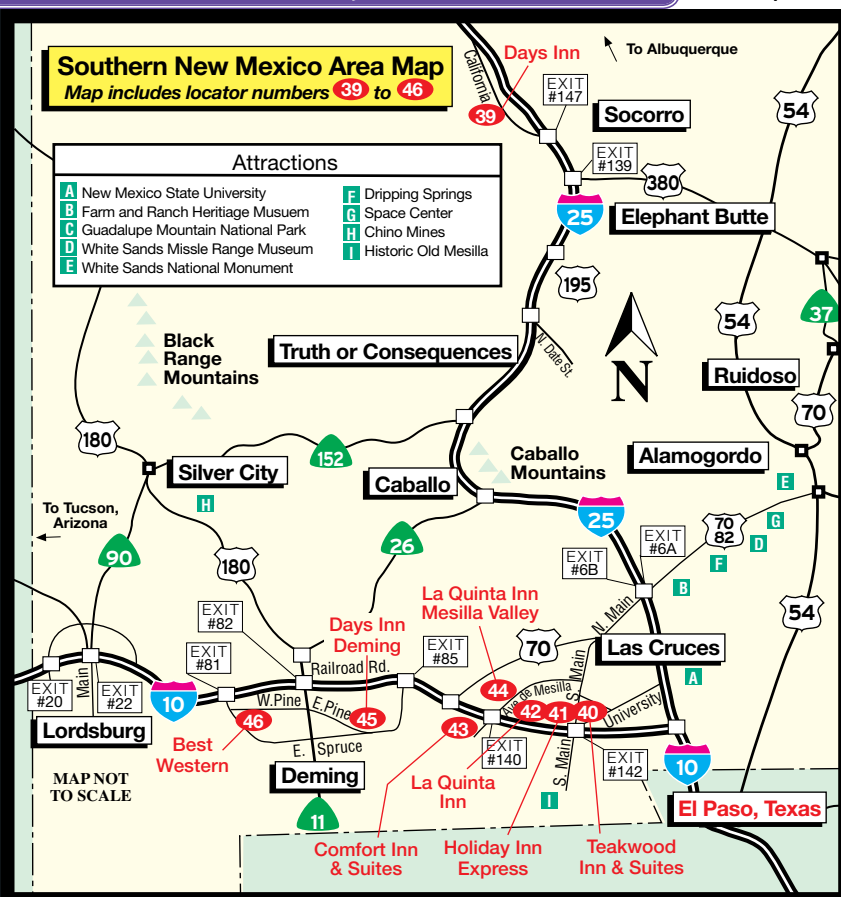 Southern New Mexico Area Map
Map includes locator numbers 39 to 46
Days Inn
To Albuquerque
California
39
EXIT
#147
Socorro
54
EXIT
#139
380
Attractions
A New Mexico State University
B Farm and Ranch Heritage Musuem
C Guadalupe Mountain National Park
D White Sands Missle Range Museum
E White Sands National Monument
F Dripping Springs
G Space Center
H Chino Mines
I Historic Old Mesilla
25
Elephant Butte
195
37
54
N. Date St.
N
Black
Range
Mountains
Truth or Consequences
Ruidoso
70
180
152
Silver City
H
Caballo
Caballo
Mountains
Alamogordo
E
To Tucson,
Arizona
90
26
25
EXIT
#6A
70
82
G
D
F
EXIT
#6B
B
180
54
La Quinta Inn
Mesilla Valley
N. Main
EXIT
#82
Days Inn
Deming
EXIT
#81
Railroad Rd.
EXIT
#85
70
Las Cruces
A
44
S. Main
Ave de Mesilla
University
EXIT
#20
Main
EXIT
#22
10
W.Pine
E.Pine
46
45
43
42
41
40
Lordsburg
Best
Western
E. Spruce
EXIT
#140
S. Main
EXIT
#142
10
MAP NOT
TO SCALE
Deming
La Quinta
Inn
I
El Paso, Texas
11
Comfort Inn
& Suites
Holiday Inn
Express
Teakwood
Inn & Suites